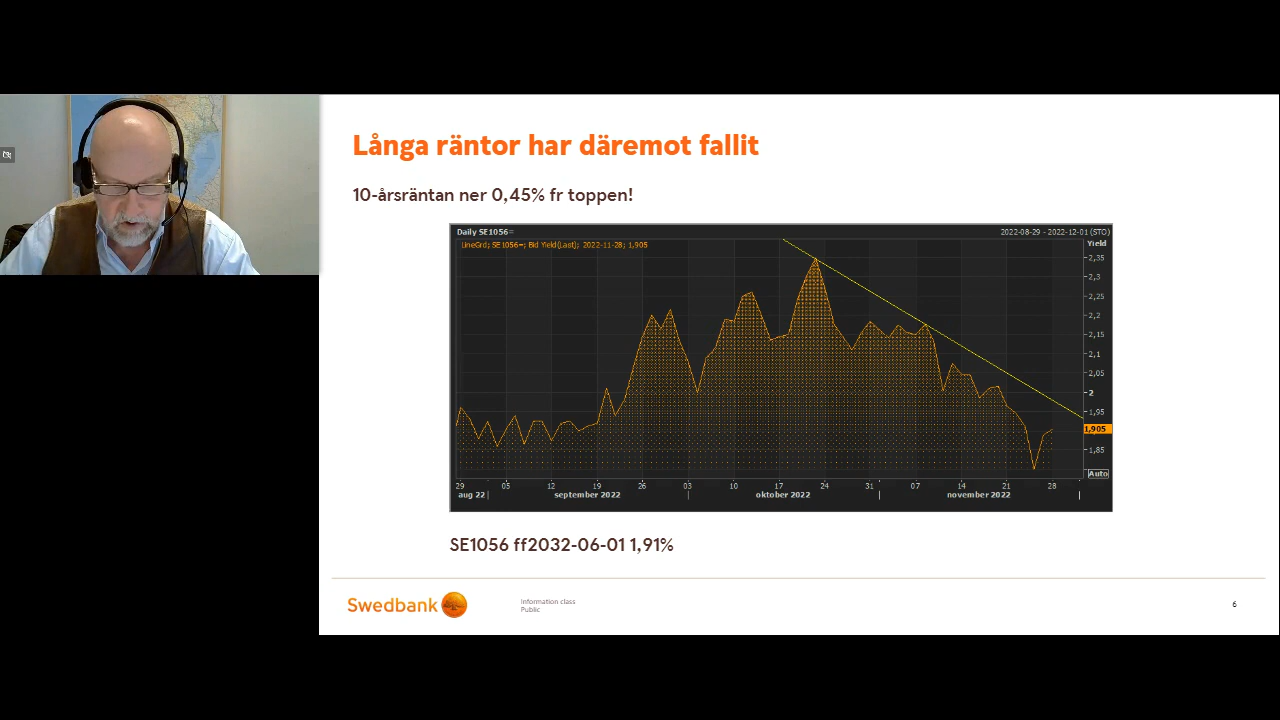 Långa räntor har däremot fallit
10-årsräntan ner 0,45% fr toppen!
Daily SE1056=
2022-08-29 - 2022-12-01 (STO)
LineGrd; SE1056=; Bid Yield(Last); 2022-11-28; 1,905
Yield
2,35
2,3
2,25
2,2
2,15
2,1
2,05
2
1,95
1,905
1,85
Auto
29 05 12 19 26 03 10 17 24 31 07 14 21 28
aug 22 september 2022 oktober 2022 november 2022
SE1056 ff2032-06-01 1,91%
Swedbank
Information class
Public
6